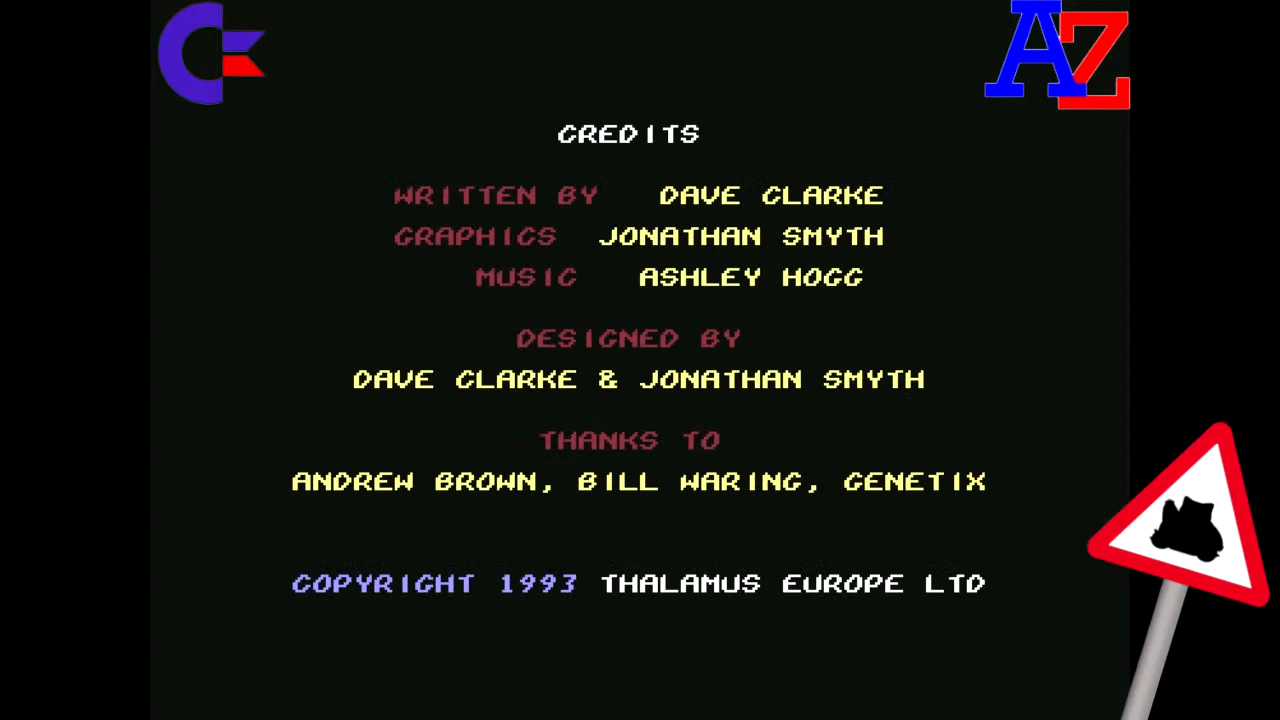 AZ
CREDITS
WRITTEN BY DAVE CLARKE
GRAPHICS JONATHAN SMYTH
MUSIC ASHLEY HOGG
DESIGNED BY
DAVE CLARKE & JONATHAN SMYTH
THANKS TO
ANDREW BROWN, BILL WARING, GENETIX
COPYRIGHT 1993 THALAMUS EUROPE LTD